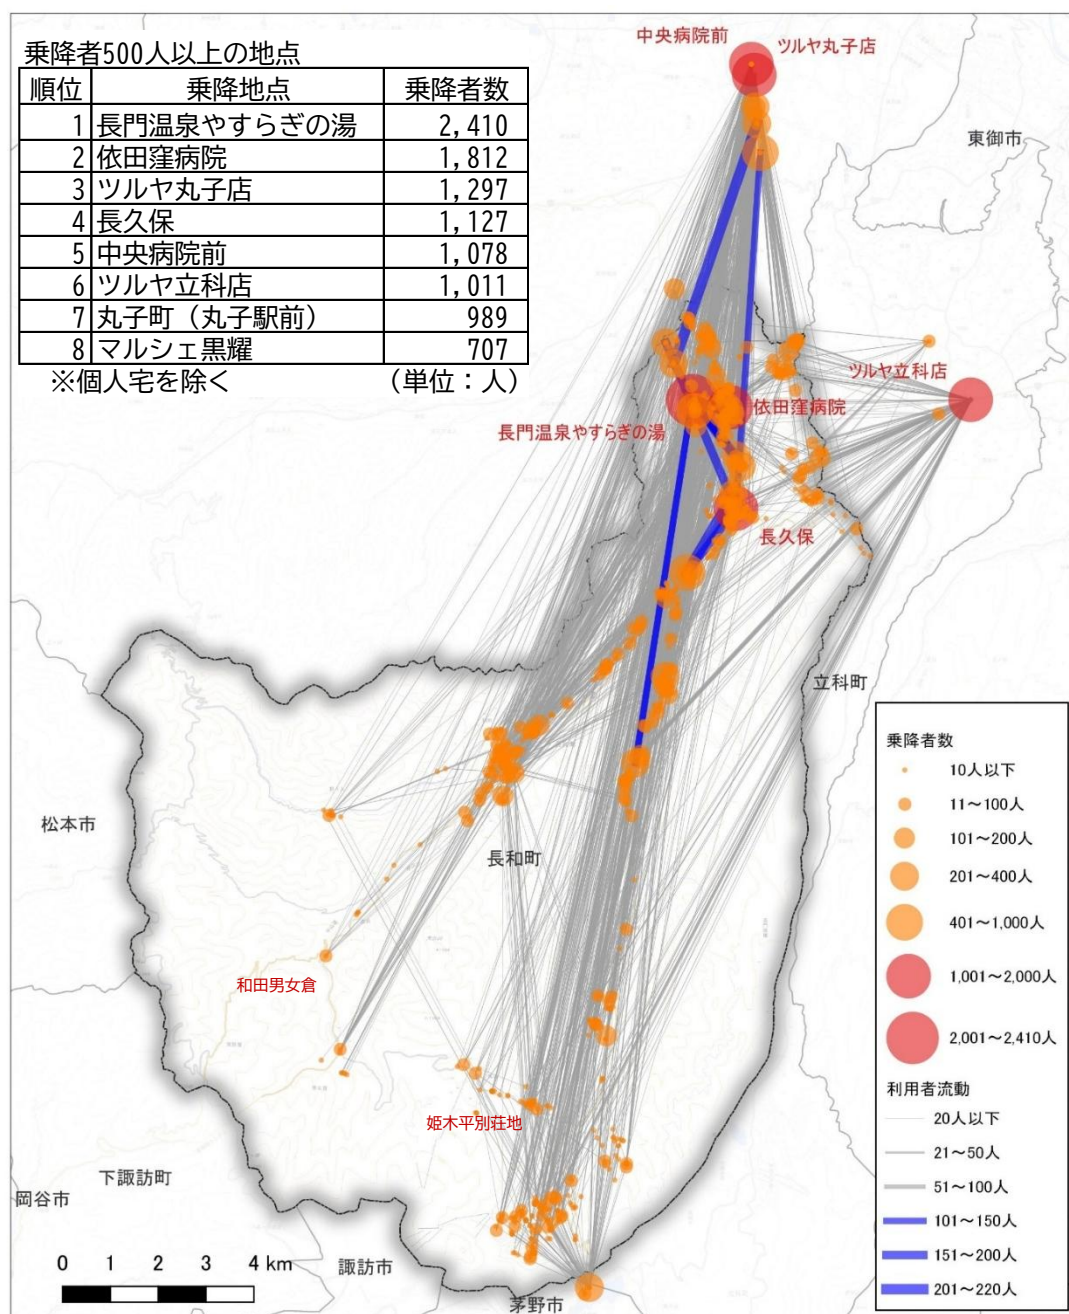 中央病院前
ツルヤ丸子店
乗降者500人以上の地点
順位 乗降地点 乗降者数
1 長門温泉やすらぎの湯 2,410
2 依田窪病院 1,812
3 ツルヤ丸子店 1,297
4 長久保 1,127
5 中央病院前 1,078
6 ツルヤ立科店 1,011
7 丸子町（丸子駅前） 989
8 マルシェ黒耀 707
※個人宅を除く （単位：人）
東御市
ツルヤ立科店
依田窪病院
長門温泉やすらぎの湯
長久保
立科町
松本市
長和町
和田男女倉
姫木平別荘地
下諏訪町
岡谷市
諏訪市
茅野市
0 1 2 3 4 km
乗降者数
10人以下
11～100人
101～200人
201～400人
401～1,000人
1,001～2,000人
2,001～2,410人
利用者流動
20人以下
21～50人
51～100人
101～150人
151～200人
201～220人